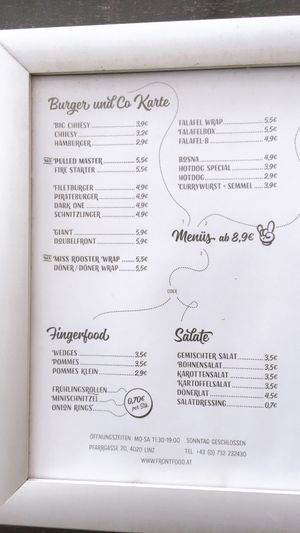 Burger und Co Karte
'BIG CHHESY 3,9€
CHHESY 3,2€
HAMBURGER 2,9€
NEU 'PULLED MASTER 5,5€
FIRE STARTER 5,5€
'FILETBURGER 4,9€
PIRATEBURGER 4,9€
DARK ONE 4,9€
SCHNITZLINGER 4,9€
'GIANT 5,9€
DOUBELFRONT 5,9€
NEU 'MISS ROOSTER WRAP 5,5€
DÖNER / DÖNER WRAP 5,5€
FALAFEL WRAP 5,5€
'FALAFELBOX 5,5€
FALAFEL-B 4,9€
BOSNA 4,9€
HOTDOG SPECIAL 3,9€
HOTDOG 2,9€
'CURRYWURST + SEMMEL 3,9€
1 2
Menüs ab 8,9€
3
ODER
Fingerfood
'WEDGES 3,5€
'POMMES 3,5€
POMMES KLEIN 2,9€
FRÜHLINGSROLLEN
'MINISCHNITZEL
ONION RINGS'
0,70€
per Stk.
Salate
GEMISCHTER SALAT 3,5€
'BOHNENSALAT 3,5€
KAROTTENSALAT 3,5€
'KARTOFFELSALAT 3,5€
DÖNERLAT 4,5€
SALATDRESSING 0,7€
ÖFFNUNGSZEITEN: MO-SA 11:30-19:00 SONNTAG GESCHLOSSEN
PFARRGASSE 20, 4020 LINZ TEL +43 (0) 732 232430
WWW.FRONTFOOD.AT